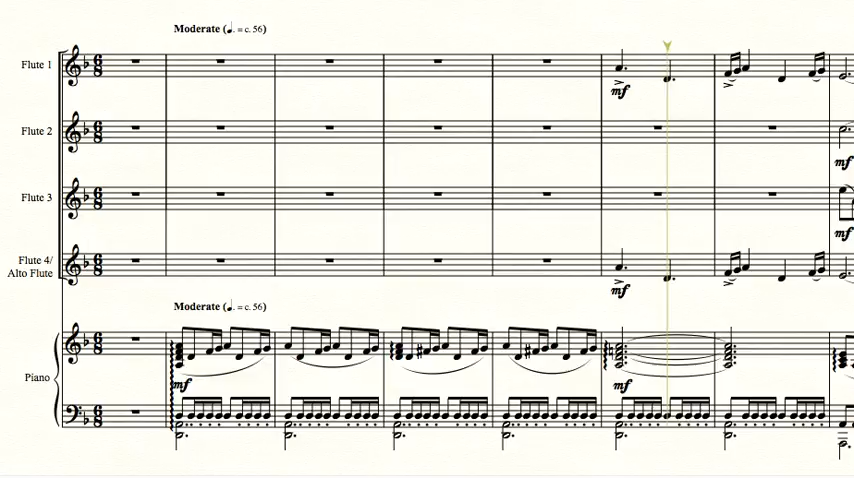 Moderate (♩. = c. 56)
Flute 1
mf
Flute 2
mf
Flute 3
mf
Flute 4/
Alto Flute
mf
Moderate (♩. = c. 56)
Piano
mf
mf